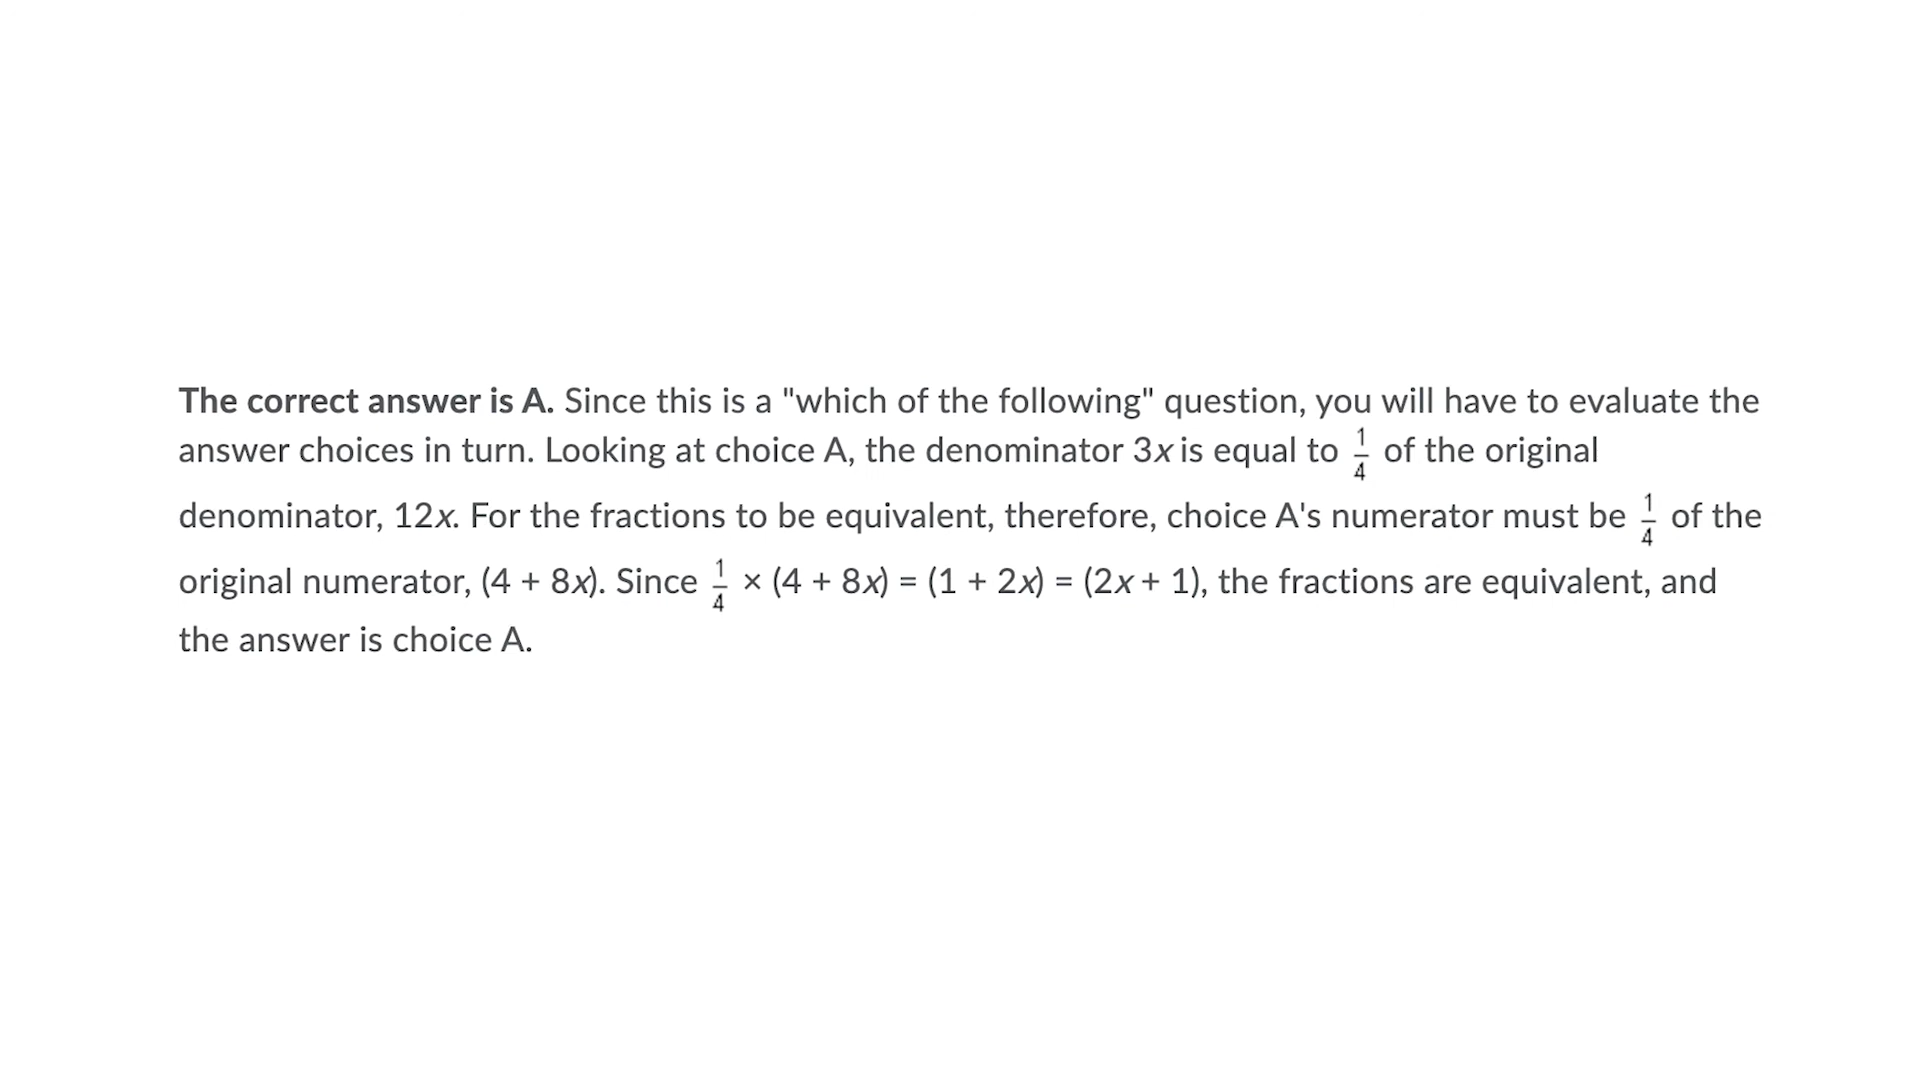 The correct answer is A. Since this is a "which of the following" question, you will have to evaluate the
answer choices in turn. Looking at choice A, the denominator 3x is equal to 1/4 of the original
denominator, 12x. For the fractions to be equivalent, therefore, choice A's numerator must be 1/4 of the
original numerator, (4 + 8x). Since 1/4 × (4 + 8x) = (1 + 2x) = (2x + 1), the fractions are equivalent, and
the answer is choice A.